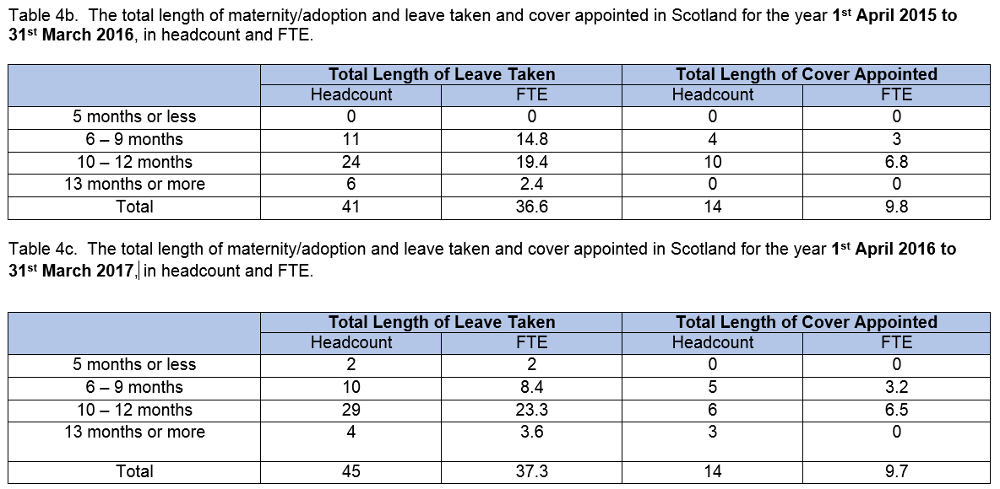 Table 4b.  The total length of maternity/adoption and leave taken and cover appointed in Scotland for the year 1st April 2015 to
31st March 2016, in headcount and FTE.
Total Length of Leave Taken Total Length of Cover Appointed
Headcount FTE Headcount FTE
5 months or less 0 0 0 0
6 – 9 months 11 14.8 4 3
10 – 12 months 24 19.4 10 6.8
13 months or more 6 2.4 0 0
Total 41 36.6 14 9.8
Table 4c.  The total length of maternity/adoption and leave taken and cover appointed in Scotland for the year 1st April 2016 to
31st March 2017, in headcount and FTE.
Total Length of Leave Taken Total Length of Cover Appointed
Headcount FTE Headcount FTE
5 months or less 2 2 0 0
6 – 9 months 10 8.4 5 3.2
10 – 12 months 29 23.3 6 6.5
13 months or more 4 3.6 3 0
Total 45 37.3 14 9.7